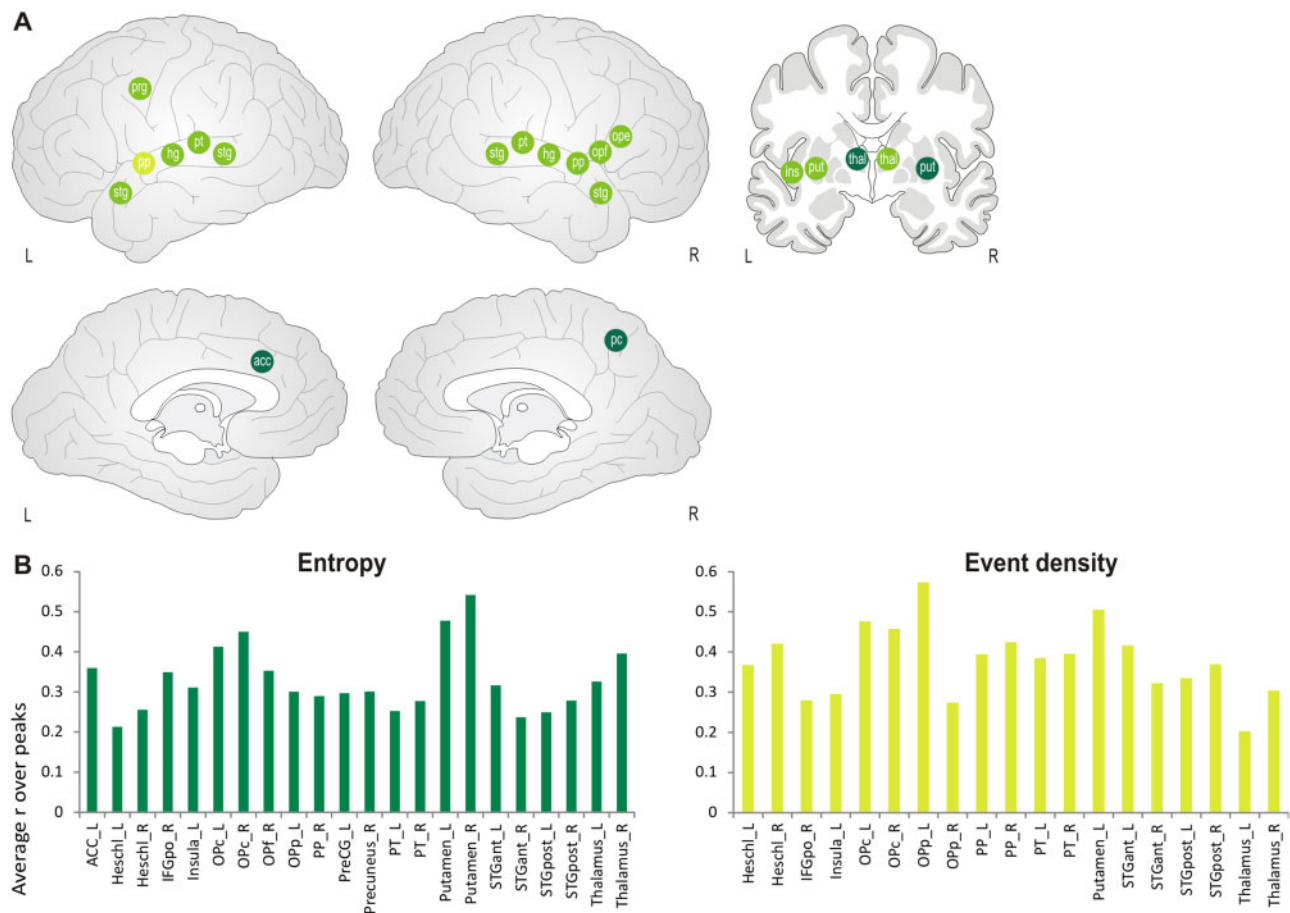 A
prg
pp
hg
pt
stg
stg
L
stg
pt
hg
pp
opf
ope
stg
R
ins
put
thal
thal
put
L
R
acc
L
pc
R
B
Entropy
Average r over peaks
0.6
0.5
0.4
0.3
0.2
0.1
0
ACC_L
Heschl_L
Heschl_R
IFGpo_R
Insula_L
OPc_L
OPc_R
OPf_R
OPp_L
PP_R
PreCG_L
Precuneus_R
PT_L
PT_R
Putamen_L
Putamen_R
STGant_L
STGant_R
STGpost_L
STGpost_R
Thalamus_L
Thalamus_R
Event density
0.6
0.5
0.4
0.3
0.2
0.1
0
Heschl_L
Heschl_R
IFGpo_R
Insula_L
OPc_L
OPc_R
OPp_L
OPp_R
PP_L
PP_R
PT_L
PT_R
Putamen_L
STGant_L
STGant_R
STGpost_L
STGpost_R
Thalamus_L
Thalamus_R